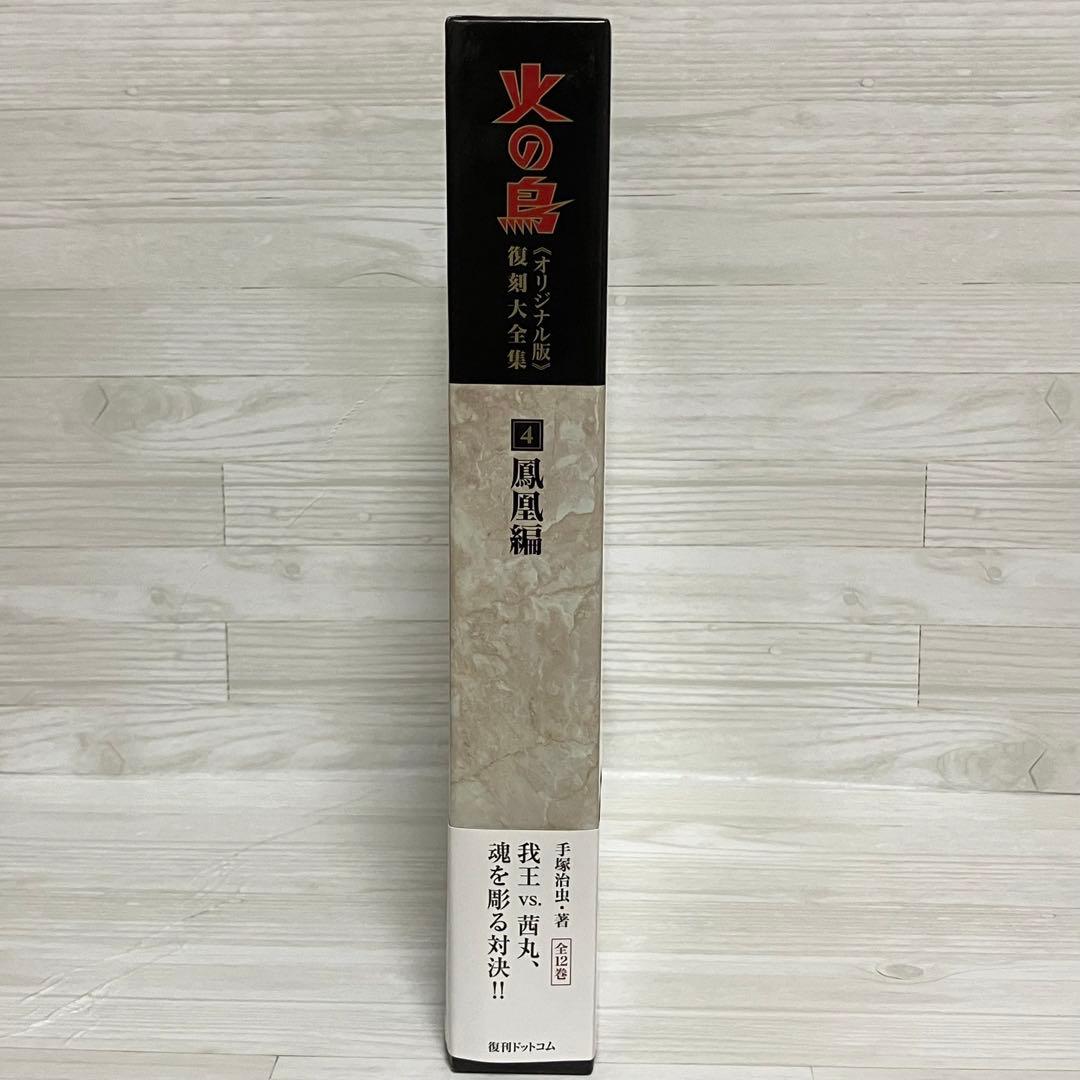 火の鳥
《オリジナル版》
復刻大全集
4
鳳凰編
手塚治虫・著
全12巻
我王vs.茜丸、
魂を彫る対決!!
復刊ドットコム